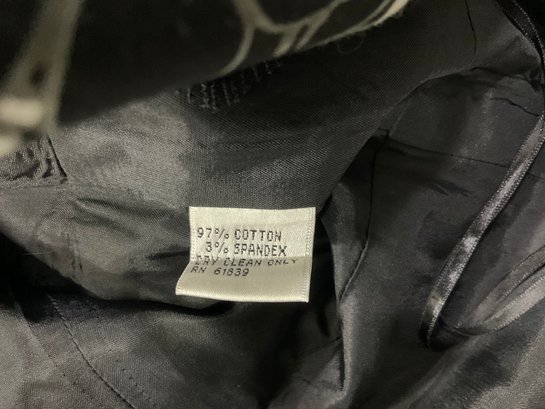 97% COTTON
3% SPANDEX
DRY CLEAN ONLY
RN 61839